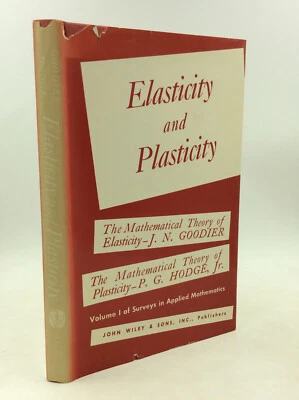 Elasticity
and
Plasticity
The Mathematical Theory of
Elasticity–J. N. GOODIER
The Mathematical Theory of
Plasticity–P. G. HODGE, Jr.
Volume I of Surveys in Applied Mathematics
JOHN WILEY & SONS, INC., Publishers